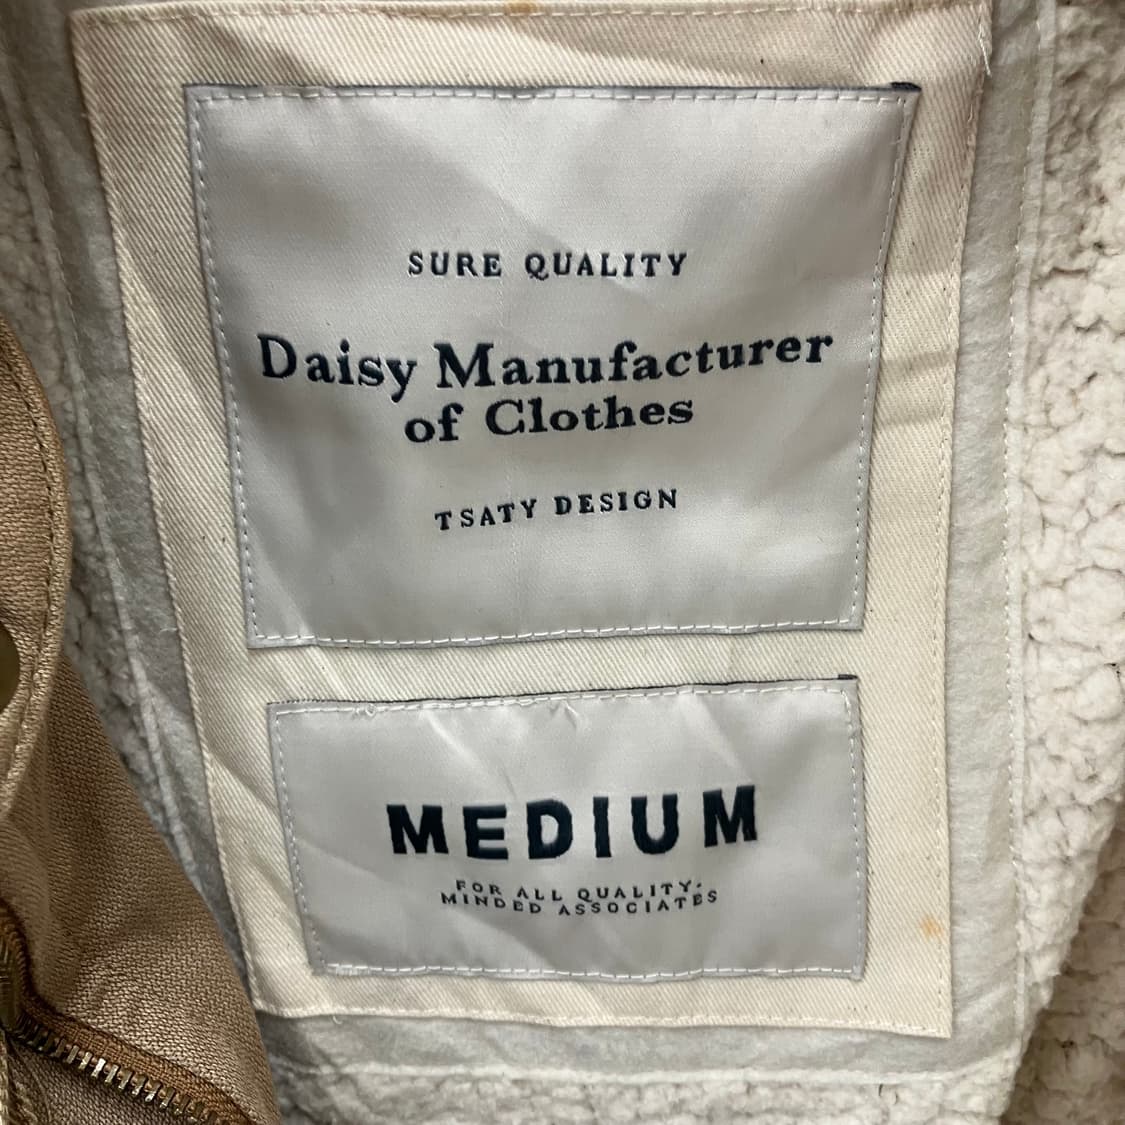 SURE QUALITY
Daisy Manufacturer
of Clothes
TSATY DESIGN
MEDIUM
FOR ALL QUALITY-
MINDED ASSOCIATES